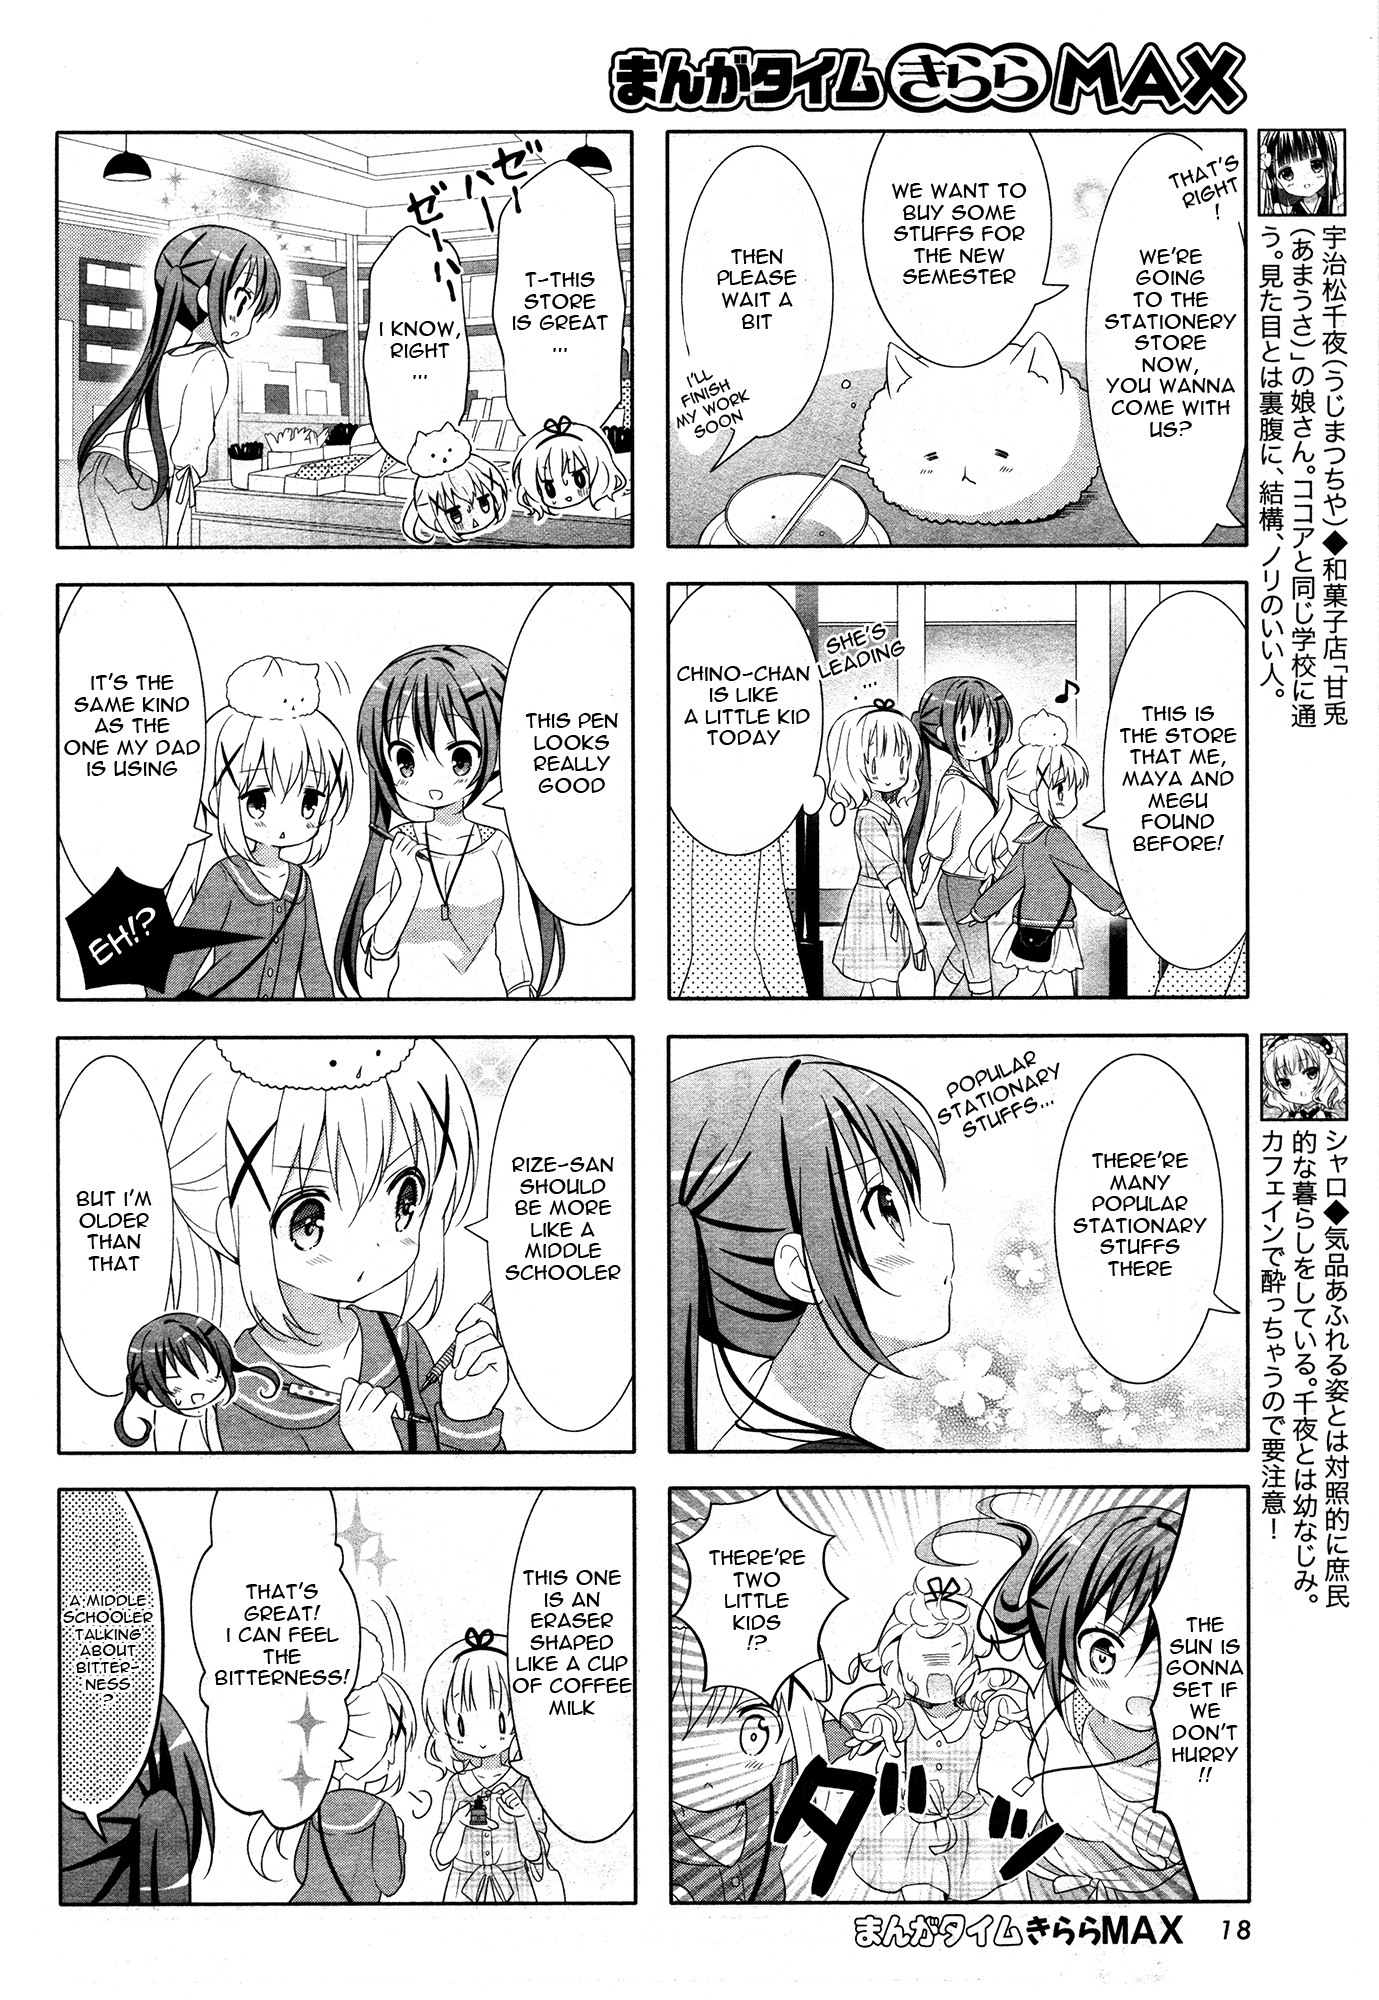 まんがタイムきららMAX
THAT'S
RIGHT
!
WE'RE
GOING
TO THE
STATIONERY
STORE
NOW,
YOU WANNA
COME WITH
US?
WE WANT TO
BUY SOME
STUFFS FOR
THE NEW
SEMESTER
THEN
PLEASE
WAIT A
BIT
I'LL
FINISH
MY WORK
SOON
THIS IS
THE STORE
THAT ME,
MAYA AND
MEGU
FOUND
BEFORE!
SHE'S
LEADING
...
CHINO-CHAN
IS LIKE
A LITTLE KID
TODAY
THERE'RE
MANY
POPULAR
STATIONARY
STUFFS
THERE
POPULAR
STATIONARY
STUFFS...
THE
SUN IS
GONNA
SET IF
WE
DON'T
HURRY
!!
THERE'RE
TWO
LITTLE
KIDS
!?
ダダッ
T-THIS
STORE
IS GREAT
...
I KNOW,
RIGHT
...
ゼー
ハー
ゼー
THIS PEN
LOOKS
REALLY
GOOD
IT'S THE
SAME KIND
AS THE
ONE MY DAD
IS USING
EH!?
RIZE-SAN
SHOULD
BE MORE
LIKE A
MIDDLE
SCHOOLER
BUT I'M
OLDER
THAN
THAT
THIS ONE
IS AN
ERASER
SHAPED
LIKE A CUP
OF COFFEE
MILK
THAT'S
GREAT!
I CAN FEEL
THE
BITTERNESS!
A MIDDLE
SCHOOLER
TALKING
ABOUT
BITTER-
NESS
?
宇治松千夜(うじまつちや)◆和菓子店「甘兎
(あまうさ)」の娘さん。ココアと同じ学校に通
う。見た目とは裏腹に、結構、ノリのいい人。
シャロ◆気品あふれる姿とは対照的に庶民
的な暮らしをしている。千夜とは幼なじみ。
カフェインで酔っちゃうので要注意!
まんがタイムきららMAX 18